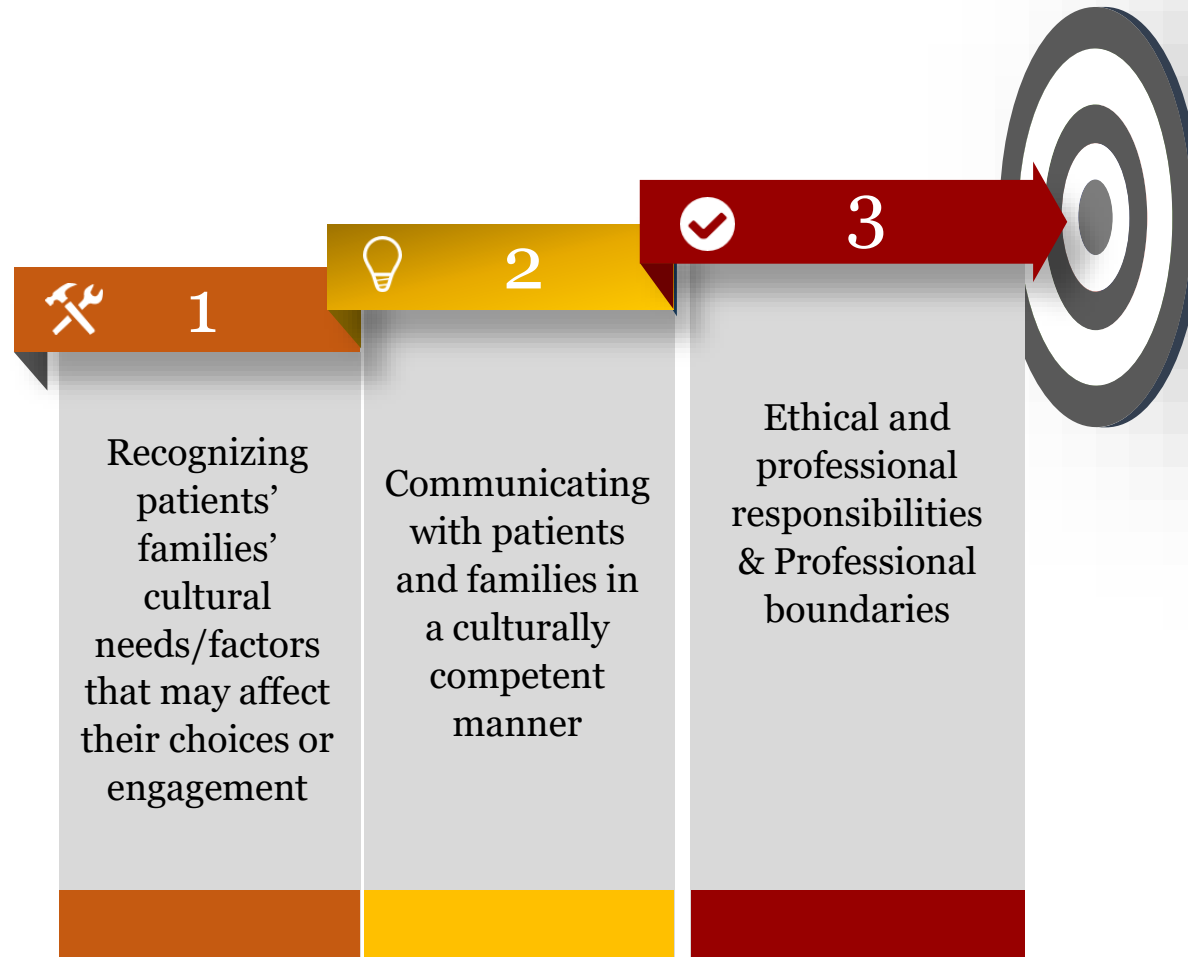 1
Recognizing
patients’
families’
cultural
needs/factors
that may affect
their choices or
engagement
2
Communicating
with patients
and families in
a culturally
competent
manner
3
Ethical and
professional
responsibilities
& Professional
boundaries